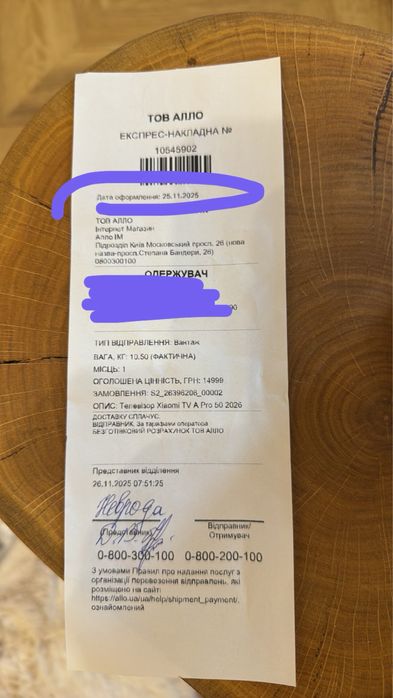 ТОВ АЛЛО
ЕКСПРЕС-НАКЛАДНА №
10545902
Дата оформлення: 25.11.2025
ТОВ АЛЛО
Інтернет Магазин
Алло ІМ
Підрозділ Київ Московський просп. 26 (нова
назва-просп.Степана Бандери, 26)
0800300100
ОДЕРЖУВАЧ
ТИП ВІДПРАВЛЕННЯ: Вантаж
ВАГА, КГ: 10.50 (ФАКТИЧНА)
МІСЦЬ: 1
ОГОЛОШЕНА ЦІННІСТЬ, ГРН: 14999
ЗАМОВЛЕННЯ: S2_26396208_00002
ОПИС: Телевізор Xiaomi TV A Pro 50 2026
ДОСТАВКУ СПЛАЧУЄ:
ВІДПРАВНИК. За тарифами оператора.
БЕЗГОТІВКОВИЙ РОЗРАХУНОК ТОВ АЛЛО
Представник відділення
26.11.2025 07:51:25
(Представник)
Відправник/
Отримувач
0-800-300-100 0-800-200-100
З умовами Правил про надання послуг з
організації перевезення відправлень, які
розміщено на сайті
https://allo.ua/ua/help/shipment_payment/,
ознайомлений